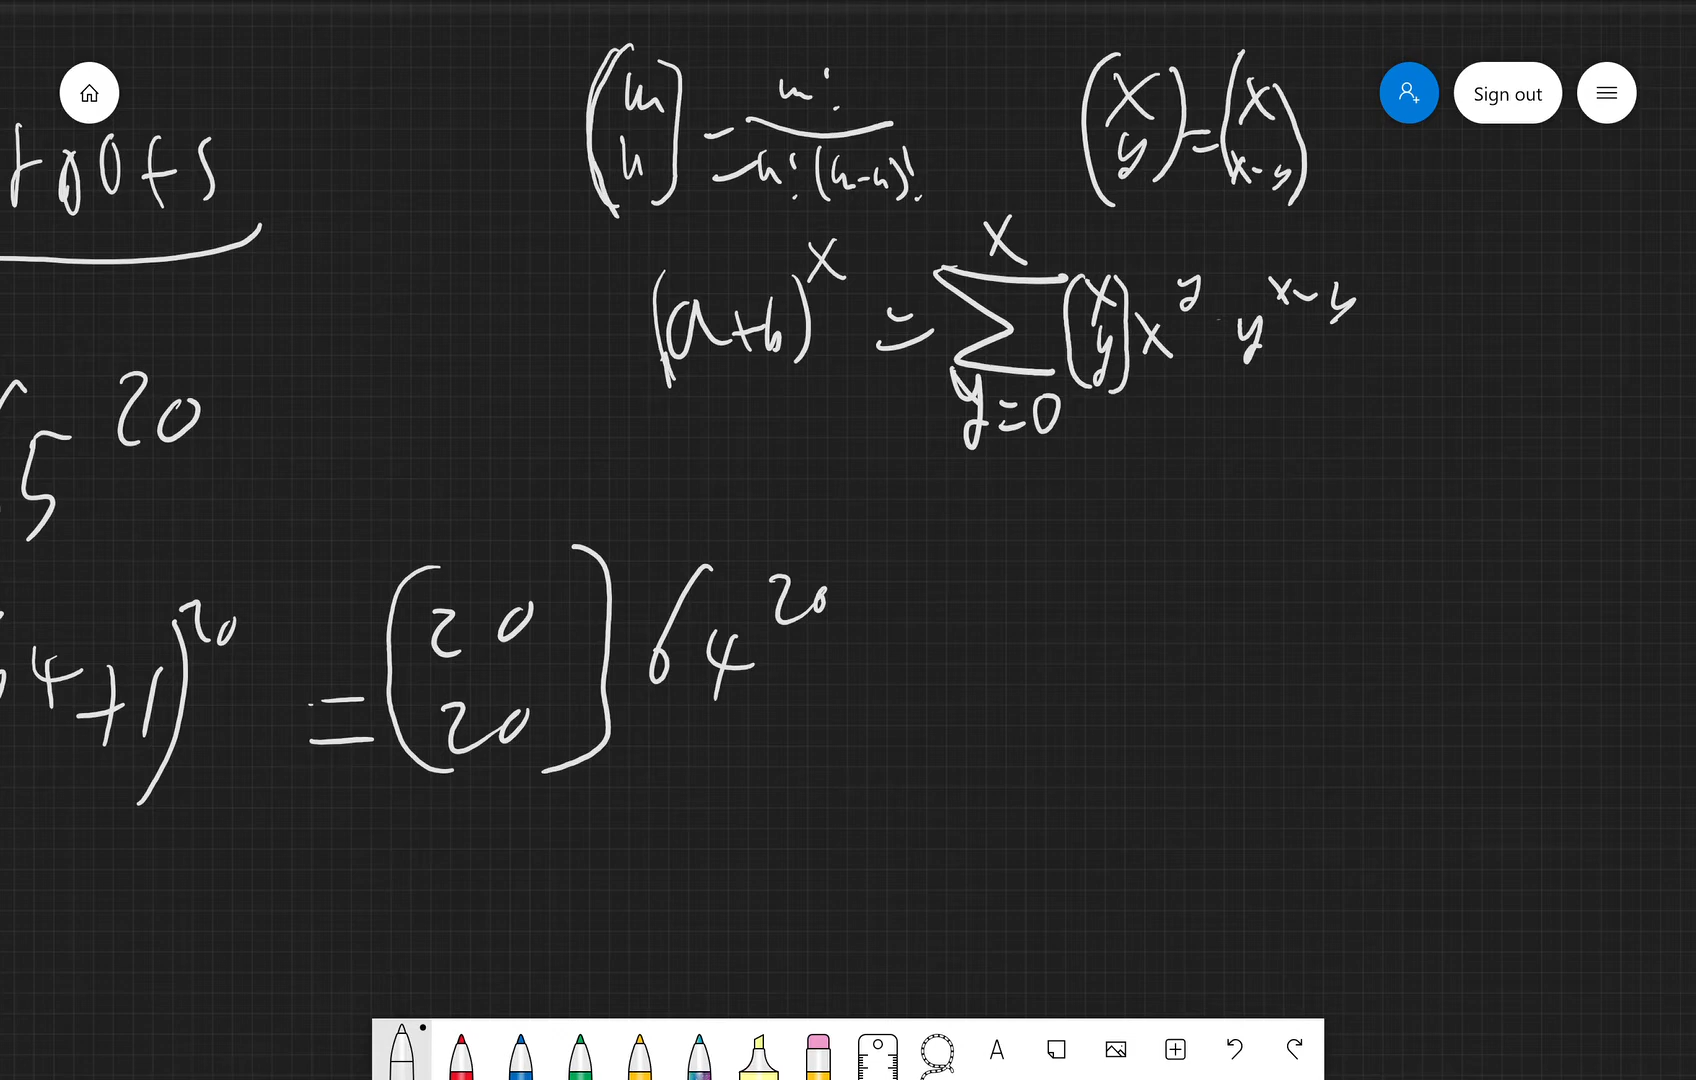 (m n) = m! / n!(n-n)! (x y) = (x x-y)
roofs
(a+b)^x = Σ_{y=0}^{x} (x y) x^y · y^{x-y}
5^20
4+1)^20 = (20 20) 64^20
Sign out
A